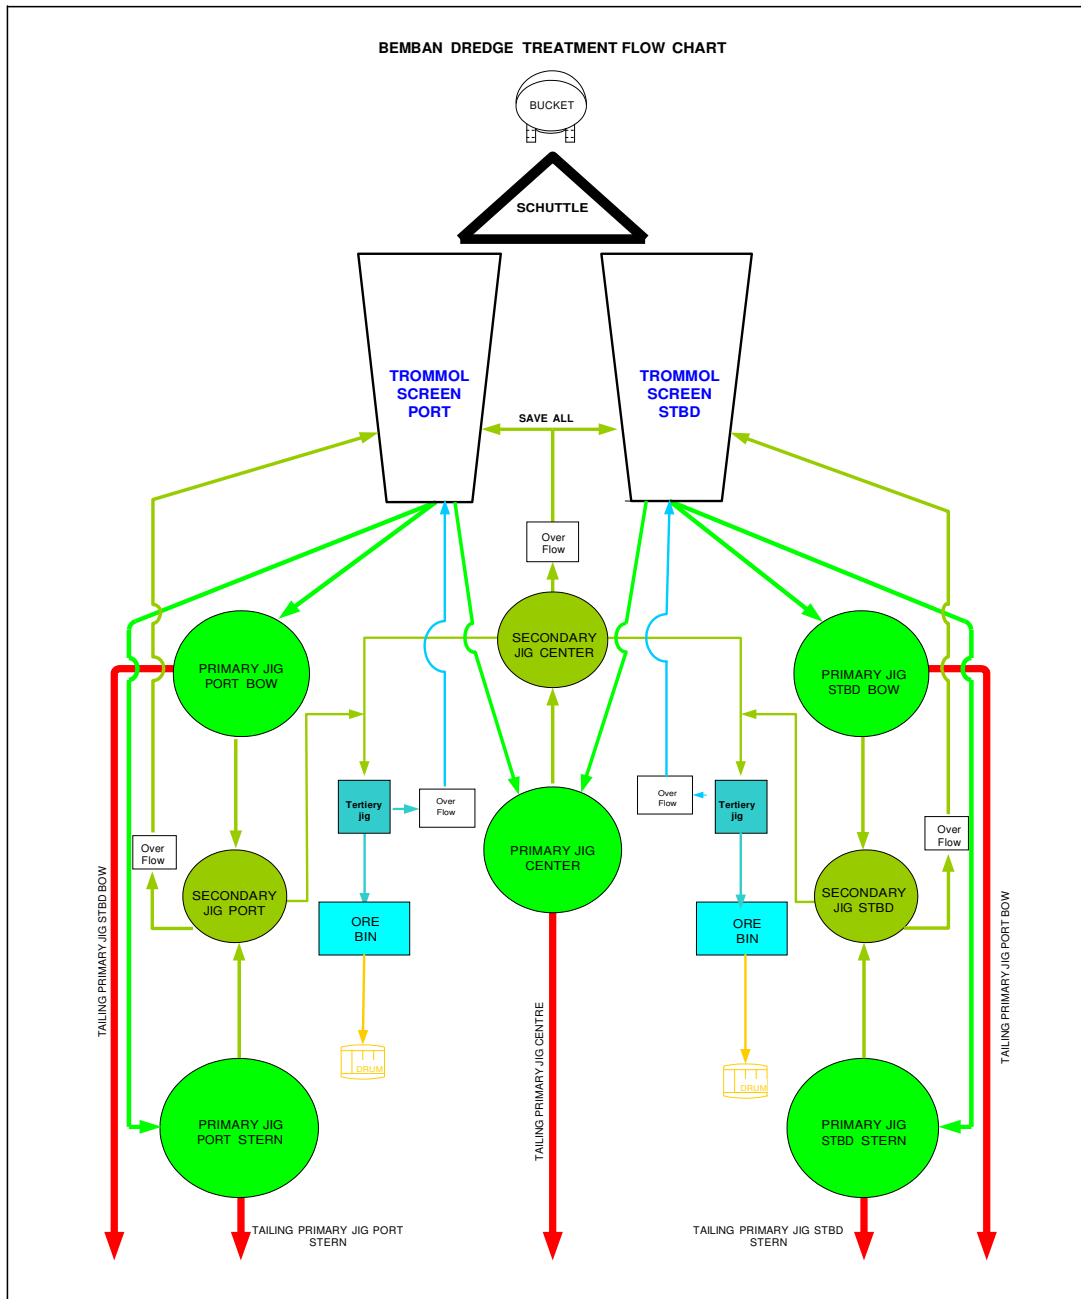 BEMBAN DREDGE TREATMENT FLOW CHART
BUCKET
SCHUTTLE
TROMMOL
SCREEN
PORT
TROMMOL
SCREEN
STBD
SAVE ALL
Over
Flow
SECONDARY
JIG CENTER
PRIMARY JIG
PORT BOW
PRIMARY JIG
STBD BOW
Tertiery
jig
Over
Flow
Over
Flow
Tertiery
jig
Over
Flow
Over
Flow
PRIMARY JIG
CENTER
SECONDARY
JIG PORT
SECONDARY
JIG STBD
ORE
BIN
ORE
BIN
TAILING PRIMARY JIG STBD BOW
TAILING PRIMARY JIG CENTRE
TAILING PRIMARY JIG PORT BOW
DRUM
DRUM
PRIMARY JIG
PORT STERN
PRIMARY JIG
STBD STERN
TAILING PRIMARY JIG PORT
STERN
TAILING PRIMARY JIG STBD
STERN